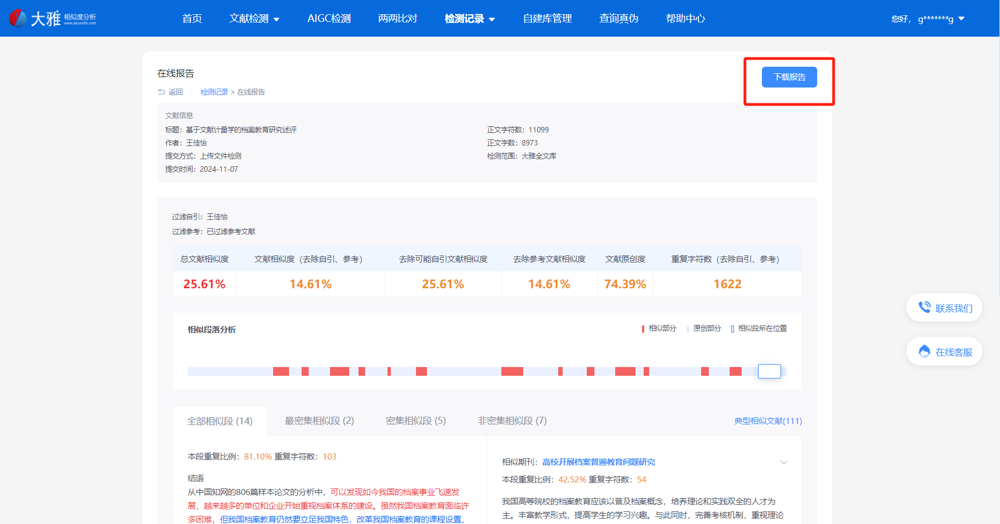 大雅 相似度分析
www.dayainfo.com
首页
文献检测
AIGC检测
两两比对
检测记录
自建库管理
查询真伪
帮助中心
您好， g*******g
在线报告
下载报告
返回
检测记录 > 在线报告
文献信息
标题：基于文献计量学的档案教育研究述评
正文字符数：11099
作者：王佳怡
正文字数：8973
提交方式：上传文件检测
检测范围：大雅全文库
提交时间：2024-11-07
过滤自引：王佳怡
过滤参考：已过滤参考文献
总文献相似度 文献相似度（去除自引、参考） 去除可能自引文献相似度 去除参考文献相似度 文献原创度 重复字符数（去除自引、参考）
25.61% 14.61% 25.61% 14.61% 74.39% 1622
相似段落分析
相似部分 原创部分 相似段所在位置
联系我们
在线客服
全部相似段 (14)
最密集相似段 (2)
密集相似段 (5)
非密集相似段 (7)
典型相似文献(111)
本段重复比例：81.10% 重复字符数：103
结语
从中国知网的806篇样本论文的分析中，可以发现如今我国的档案事业飞速发
展，越来越多的单位和企业开始重视档案体系的建设。虽然我国档案教育面临许
多困难，但我国档案教育仍然要立足我国特色，改革我国档案教育的课程设置，
相似期刊：高校开展档案普遍教育问题研究
本段重复比例：42.52% 重复字符数：54
我国高等院校的档案教育应该以普及档案概念，培养理论和实践双全的人才为
主。丰富教学形式，提高学生的学习兴趣。与此同时，完善考核机制，重视理论